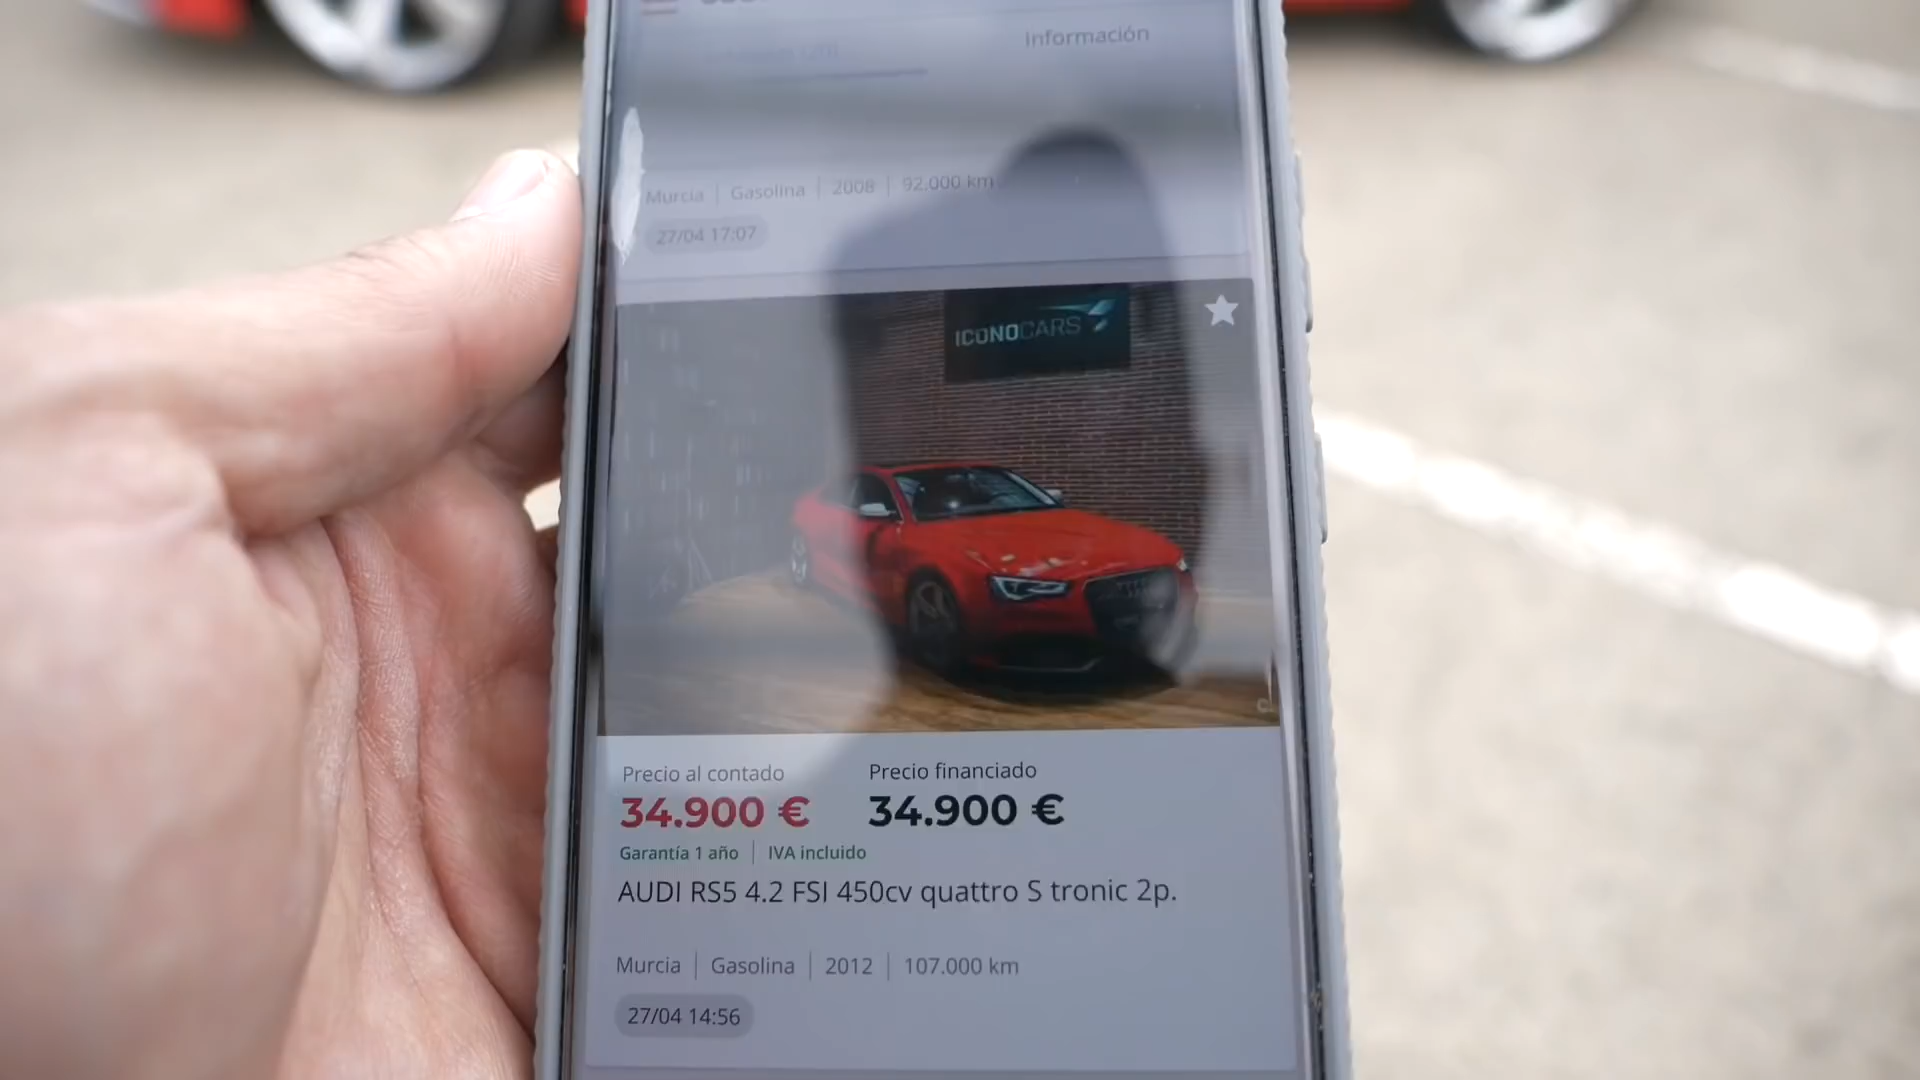 Información
Murcia | Gasolina | 2008 | 92.000 km
27/04 17:07
ICONOCARS
Precio al contado Precio financiado
34.900 € 34.900 €
Garantía 1 año | IVA incluido
AUDI RS5 4.2 FSI 450cv quattro S tronic 2p.
Murcia | Gasolina | 2012 | 107.000 km
27/04 14:56